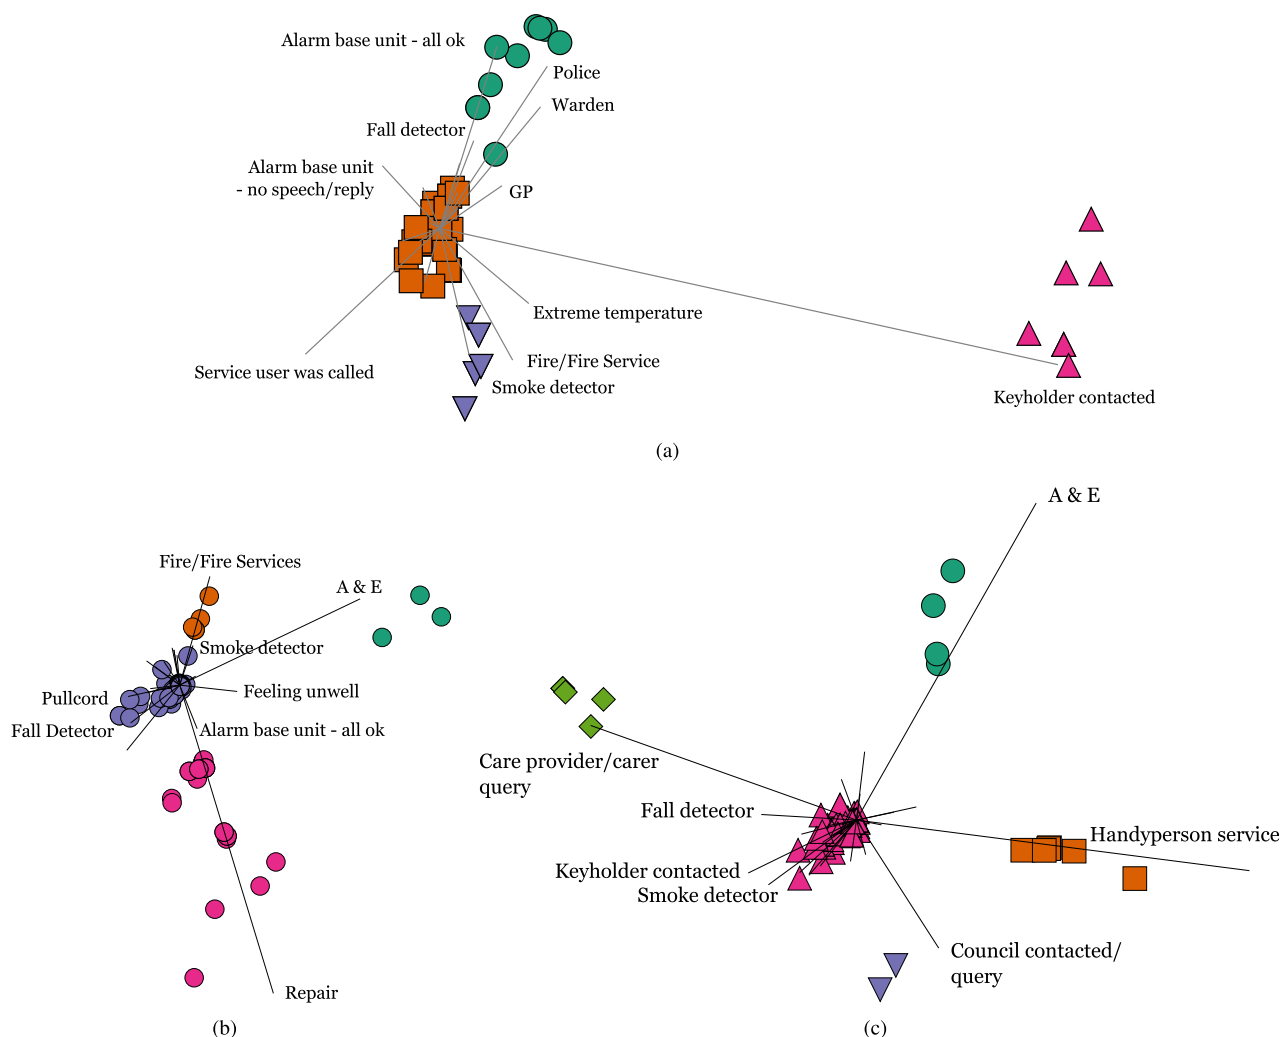 Alarm base unit - all ok
Police
Warden
Fall detector
Alarm base unit
- no speech/reply
GP
Extreme temperature
Service user was called
Fire/Fire Service
Smoke detector
Keyholder contacted
(a)
Fire/Fire Services
A & E
Smoke detector
Pullcord
Feeling unwell
Fall Detector
Alarm base unit - all ok
Repair
(b)
A & E
Care provider/carer
query
Fall detector
Handyperson service
Keyholder contacted
Smoke detector
Council contacted/
query
(c)